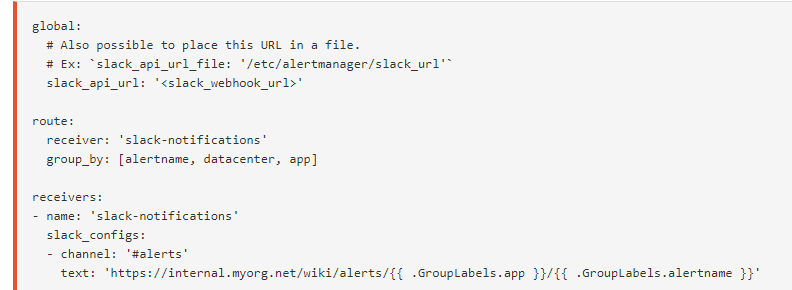 global:
  # Also possible to place this URL in a file.
  # Ex: `slack_api_url_file: '/etc/alertmanager/slack_url'`
  slack_api_url: '<slack_webhook_url>'

route:
  receiver: 'slack-notifications'
  group_by: [alertname, datacenter, app]

receivers:
- name: 'slack-notifications'
  slack_configs:
  - channel: '#alerts'
    text: 'https://internal.myorg.net/wiki/alerts/{{ .GroupLabels.app }}/{{ .GroupLabels.alertname }}'